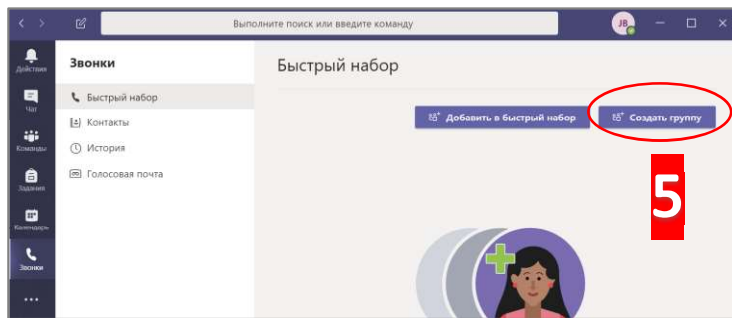 Выполните поиск или введите команду
JB
Действия
Чат
Команды
Задания
Календарь
Звонки
Звонки
Быстрый набор
Контакты
История
Голосовая почта
Быстрый набор
Добавить в быстрый набор
Создать группу
5